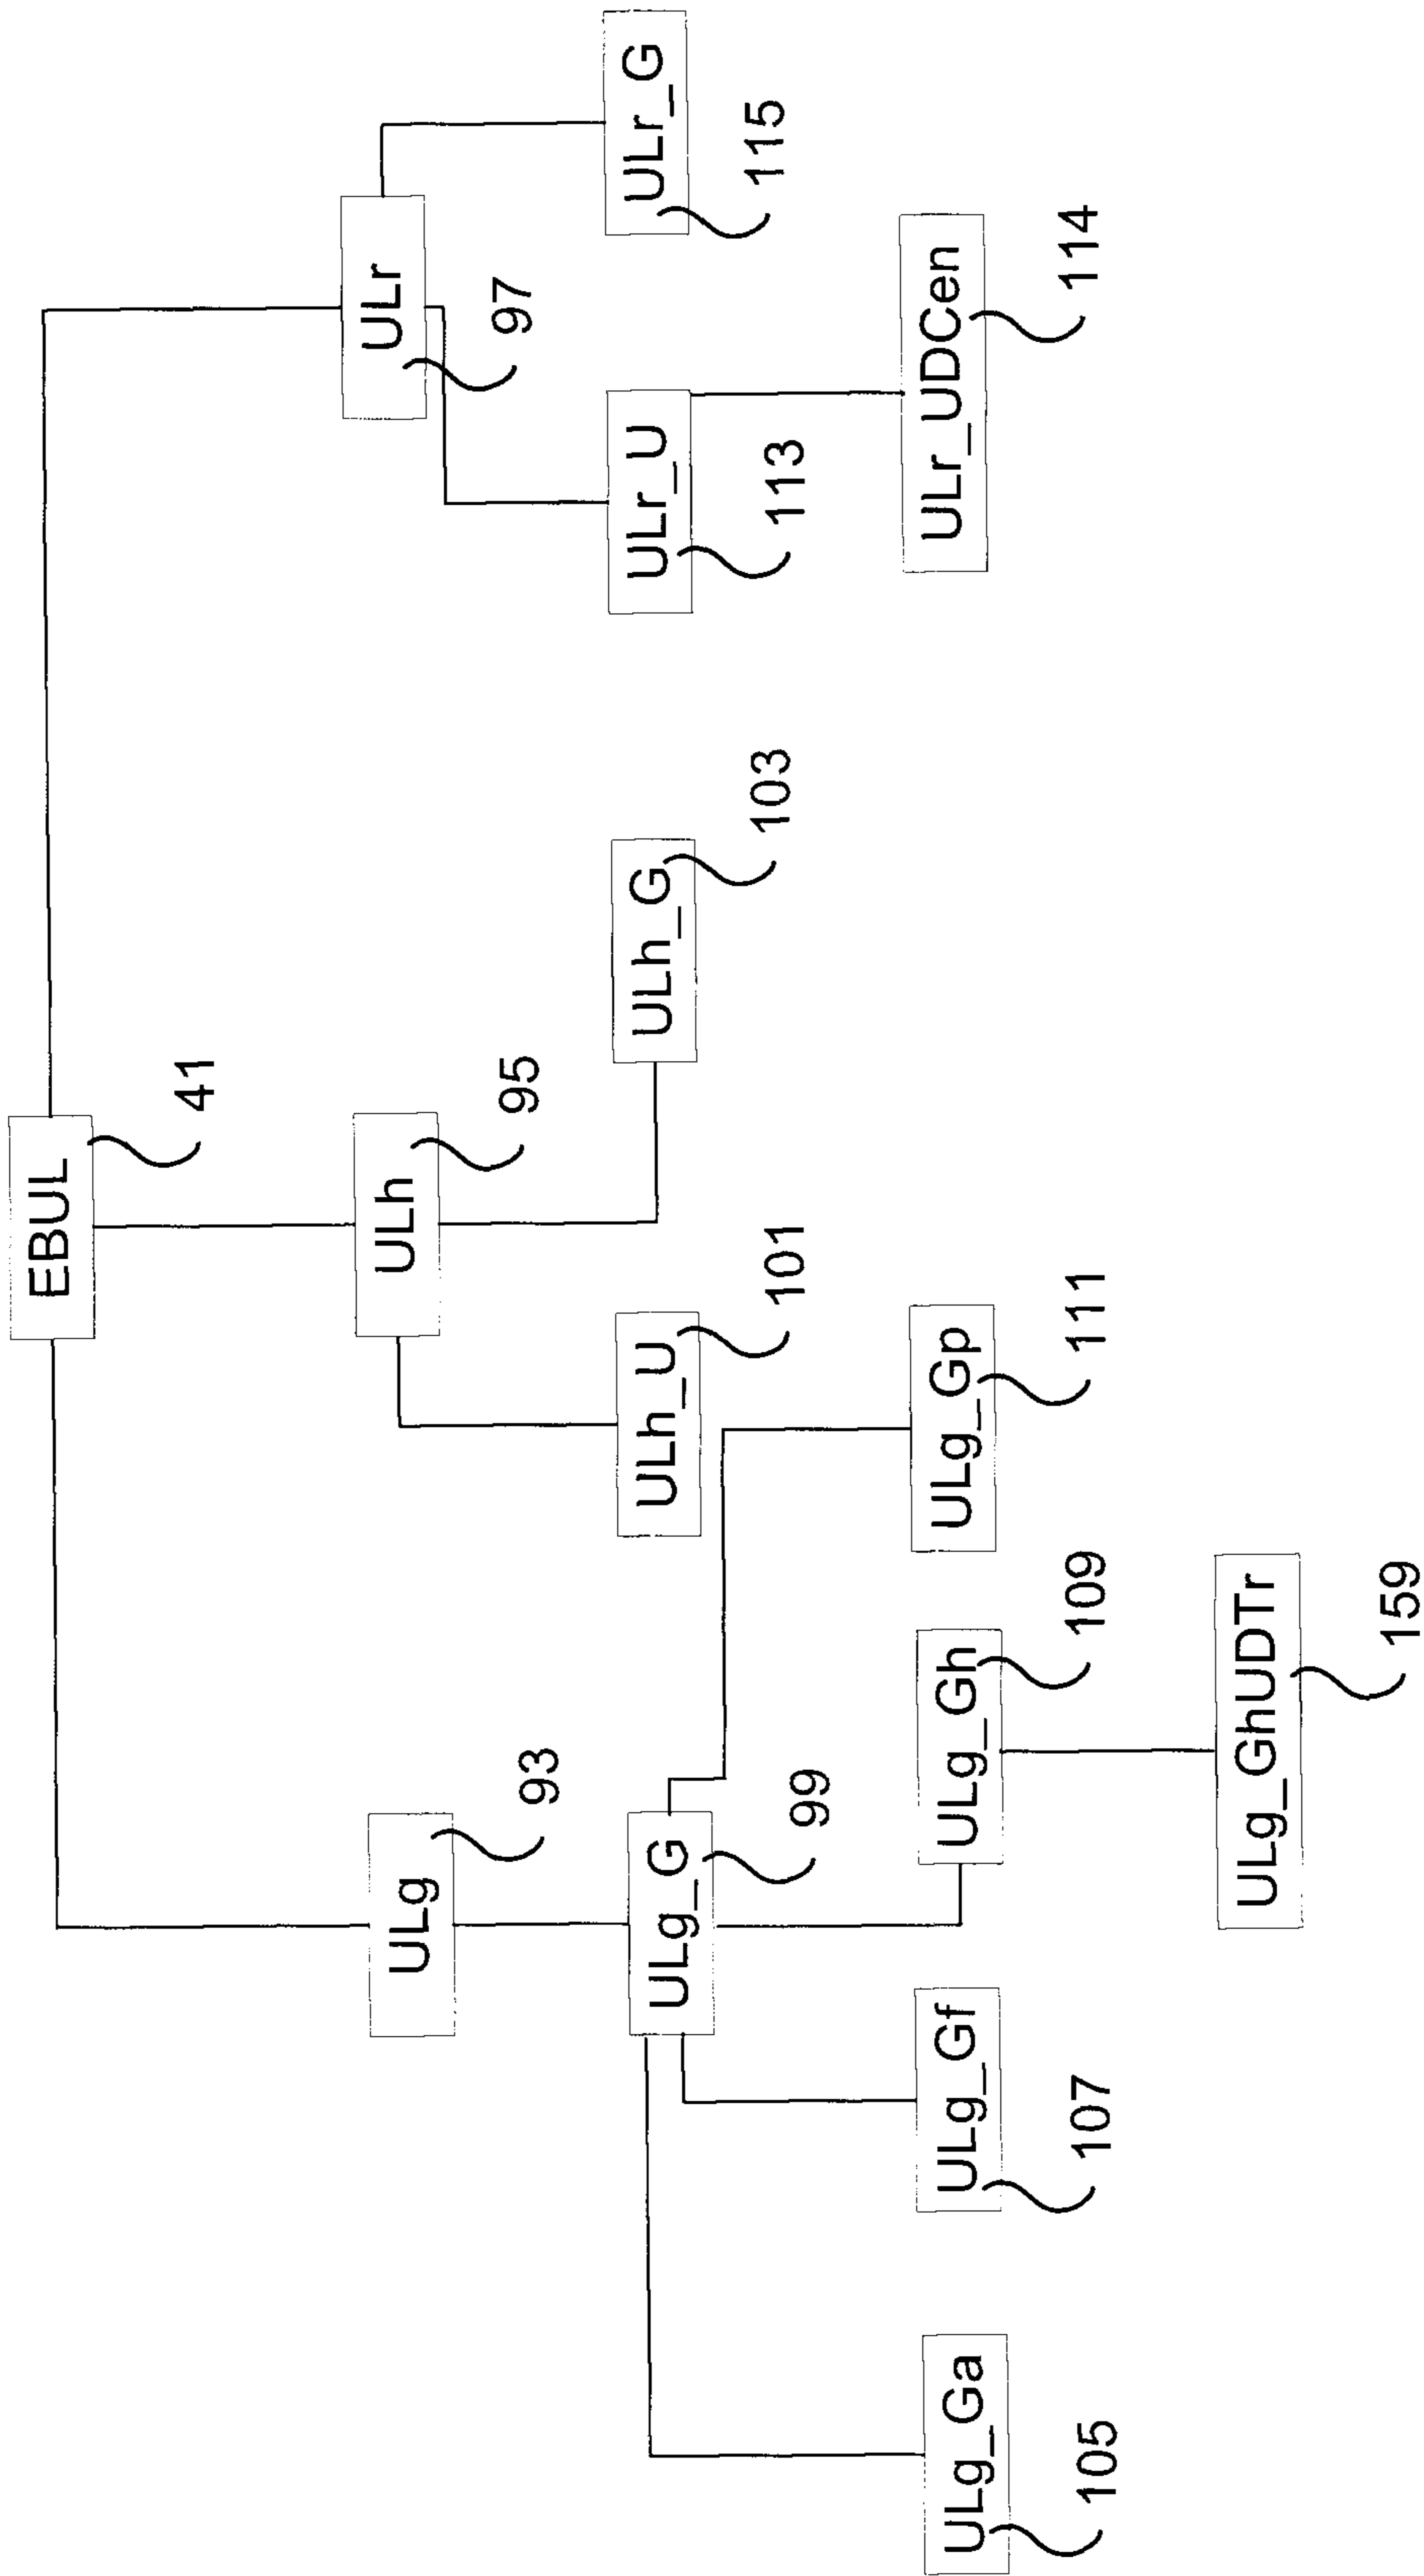 EBUL
41
ULg
93
ULh
95
ULr
97
ULg_G
99
ULh_U
101
ULh_G
103
ULr_U
113
ULr_G
115
ULg_Ga
105
ULg_Gf
107
ULg_Gh
109
ULg_Gp
111
ULr_UDCen
114
ULg_GhUDTr
159